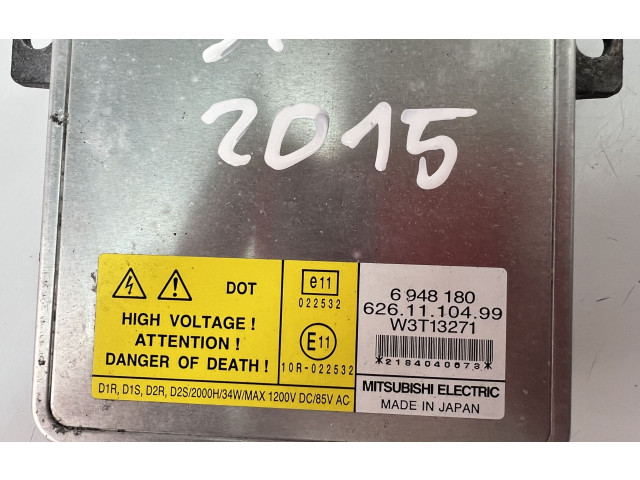 2015
DOT
HIGH VOLTAGE !
ATTENTION !
DANGER OF DEATH !
e11
022532
E11
10R-022532
D1R, D1S, D2R, D2S/2000H/34W/MAX 1200V DC/85V AC
6 948 180
626.11.104.99
W3T13271
*2184040673*
MITSUBISHI ELECTRIC
MADE IN JAPAN